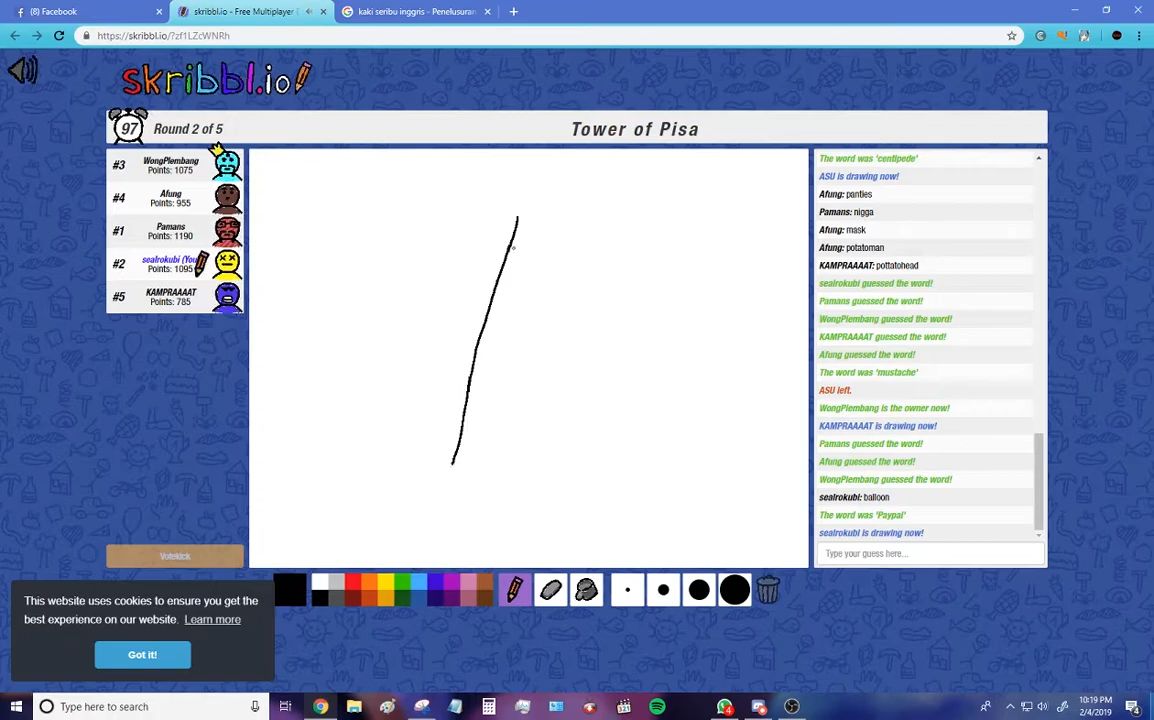 (Facebook
skribbl.io - Free Multiplayer
kaki seribu inggris - Penelusuran
https://skribbl.io/?zf1LZcWNRh
skribbl.io
97
Round 2 of 5
Tower of Pisa
#3
WongPlembang
Points: 1075
#4
Afung
Points: 955
#1
Pamans
Points: 1190
#2
sealrokubi (You
Points: 1095
#5
KAMPRAAAT
Points: 785
Votekick
The word was 'centipede'
ASU is drawing now!
Afung: panties
Pamans: nigga
Afung: mask
Afung: potatoman
KAMPRAAAT: pottatohead
sealrokubi guessed the word!
Pamans guessed the word!
WongPlembang guessed the word!
KAMPRAAAT guessed the word!
Afung guessed the word!
The word was 'mustache'
ASU left.
WongPlembang is the owner now!
KAMPRAAAT is drawing now!
Pamans guessed the word!
Afung guessed the word!
WongPlembang guessed the word!
sealrokubi: balloon
The word was 'Paypal'
sealrokubi is drawing now!
Type your guess here...
This website uses cookies to ensure you get the
best experience on our website. Learn more
Got it!
Type here to search
4
10:19 PM
2/4/2019
4